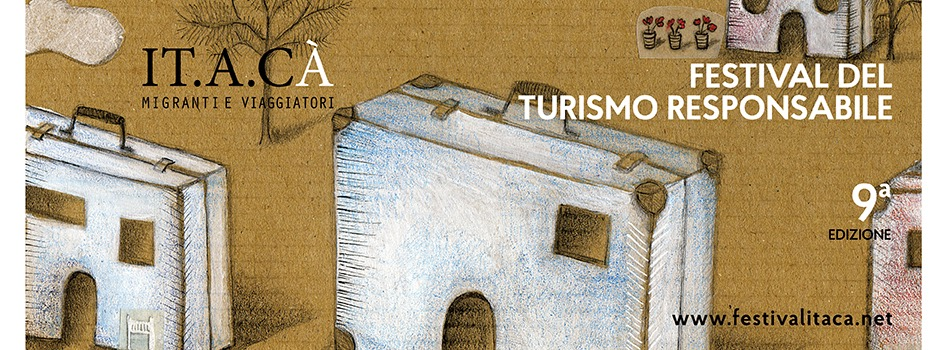 IT.A.CÀ
MIGRANTI E VIAGGIATORI
FESTIVAL DEL
TURISMO RESPONSABILE
9a
EDIZIONE
www.festivalitaca.net